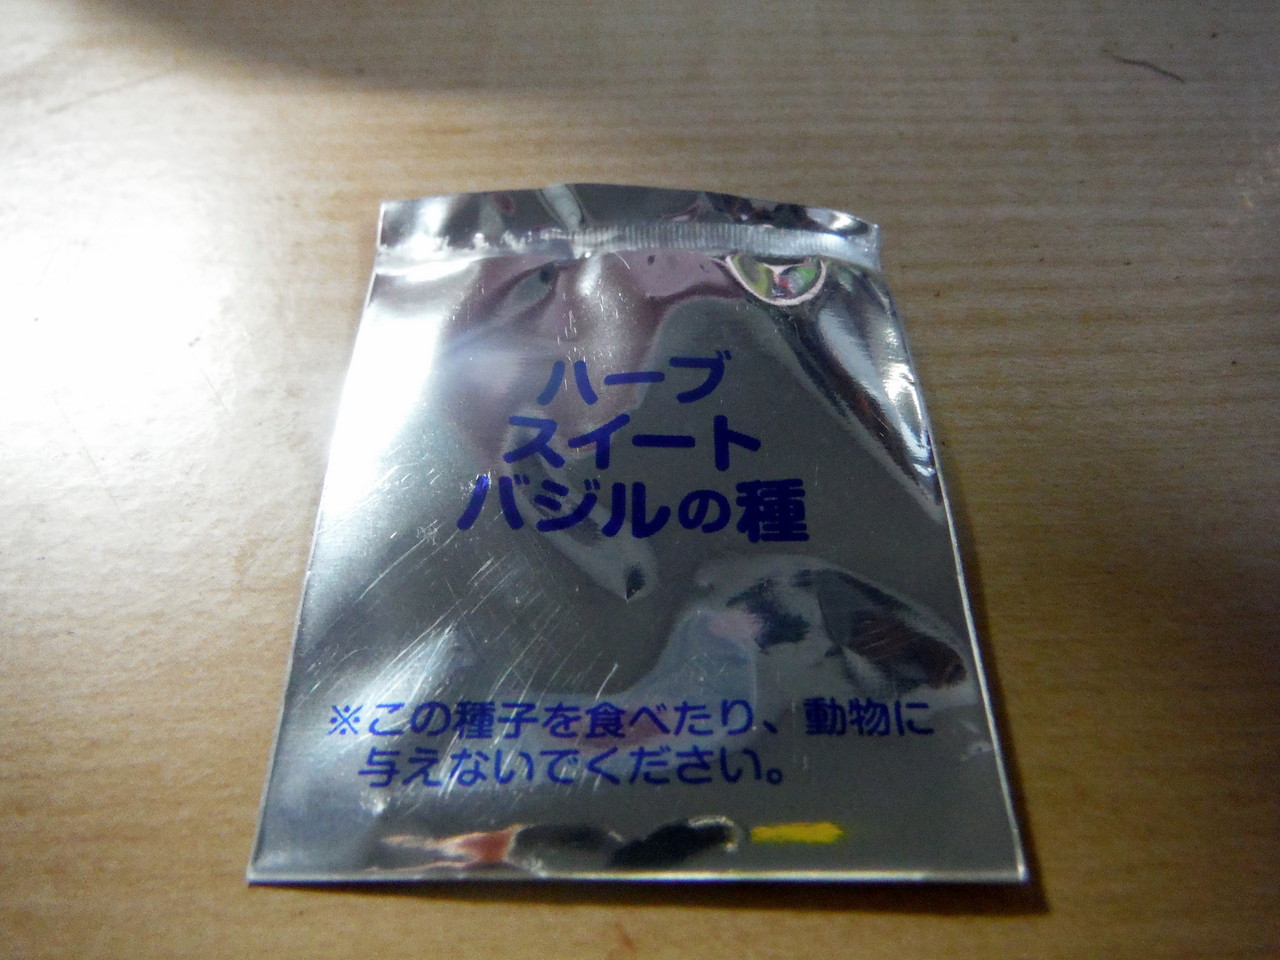 ハーブ
スイート
バジルの種
※この種子を食べたり、動物に
与えないでください。